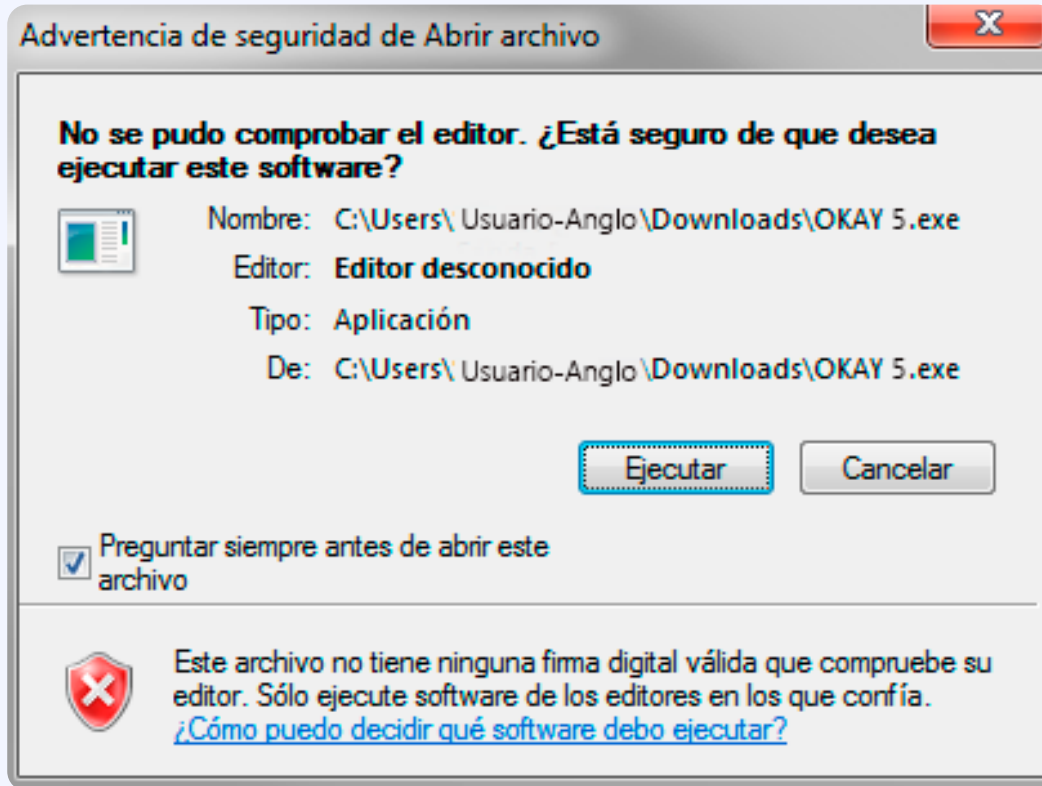 Advertencia de seguridad de Abrir archivo
No se pudo comprobar el editor. ¿Está seguro de que desea
ejecutar este software?
Nombre: C:\Users\ Usuario-Anglo \Downloads\OKAY 5.exe
Editor: Editor desconocido
Tipo: Aplicación
De: C:\Users\ Usuario-Anglo \Downloads\OKAY 5.exe
Ejecutar Cancelar
Preguntar siempre antes de abrir este
archivo
Este archivo no tiene ninguna firma digital válida que compruebe su
editor. Sólo ejecute software de los editores en los que confía.
¿Cómo puedo decidir qué software debo ejecutar?